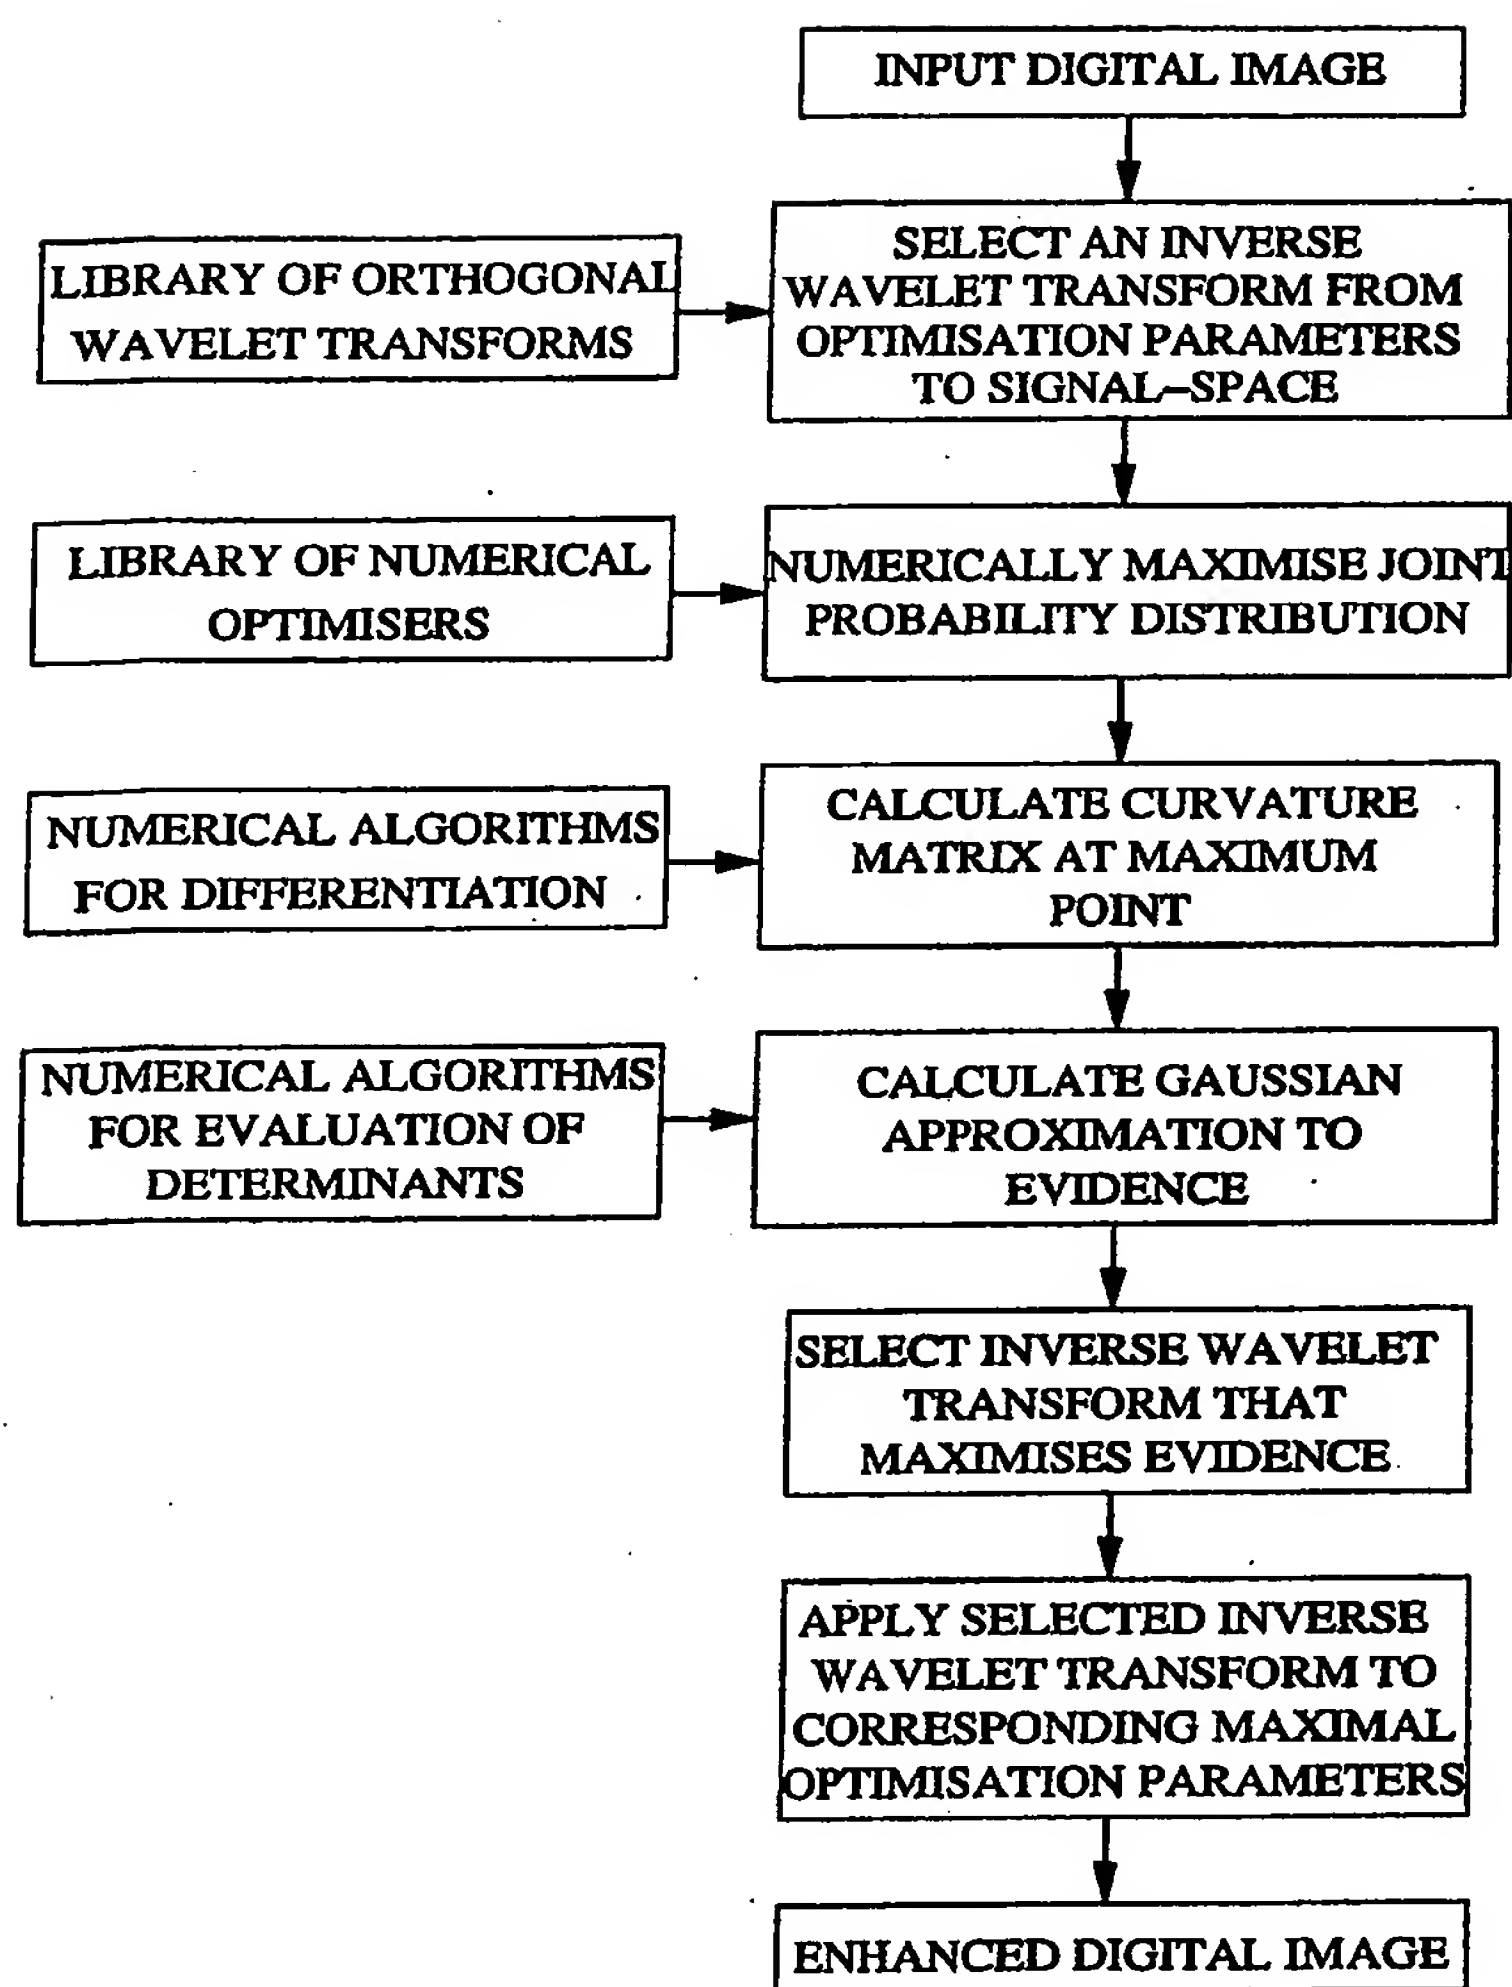 INPUT DIGITAL IMAGE
LIBRARY OF ORTHOGONAL
WAVELET TRANSFORMS
SELECT AN INVERSE
WAVELET TRANSFORM FROM
OPTIMISATION PARAMETERS
TO SIGNAL–SPACE
LIBRARY OF NUMERICAL
OPTIMISERS
NUMERICALLY MAXIMISE JOINT
PROBABILITY DISTRIBUTION
NUMERICAL ALGORITHMS
FOR DIFFERENTIATION
CALCULATE CURVATURE
MATRIX AT MAXIMUM
POINT
NUMERICAL ALGORITHMS
FOR EVALUATION OF
DETERMINANTS
CALCULATE GAUSSIAN
APPROXIMATION TO
EVIDENCE
SELECT INVERSE WAVELET
TRANSFORM THAT
MAXIMISES EVIDENCE
APPLY SELECTED INVERSE
WAVELET TRANSFORM TO
CORRESPONDING MAXIMAL
OPTIMISATION PARAMETERS
ENHANCED DIGITAL IMAGE